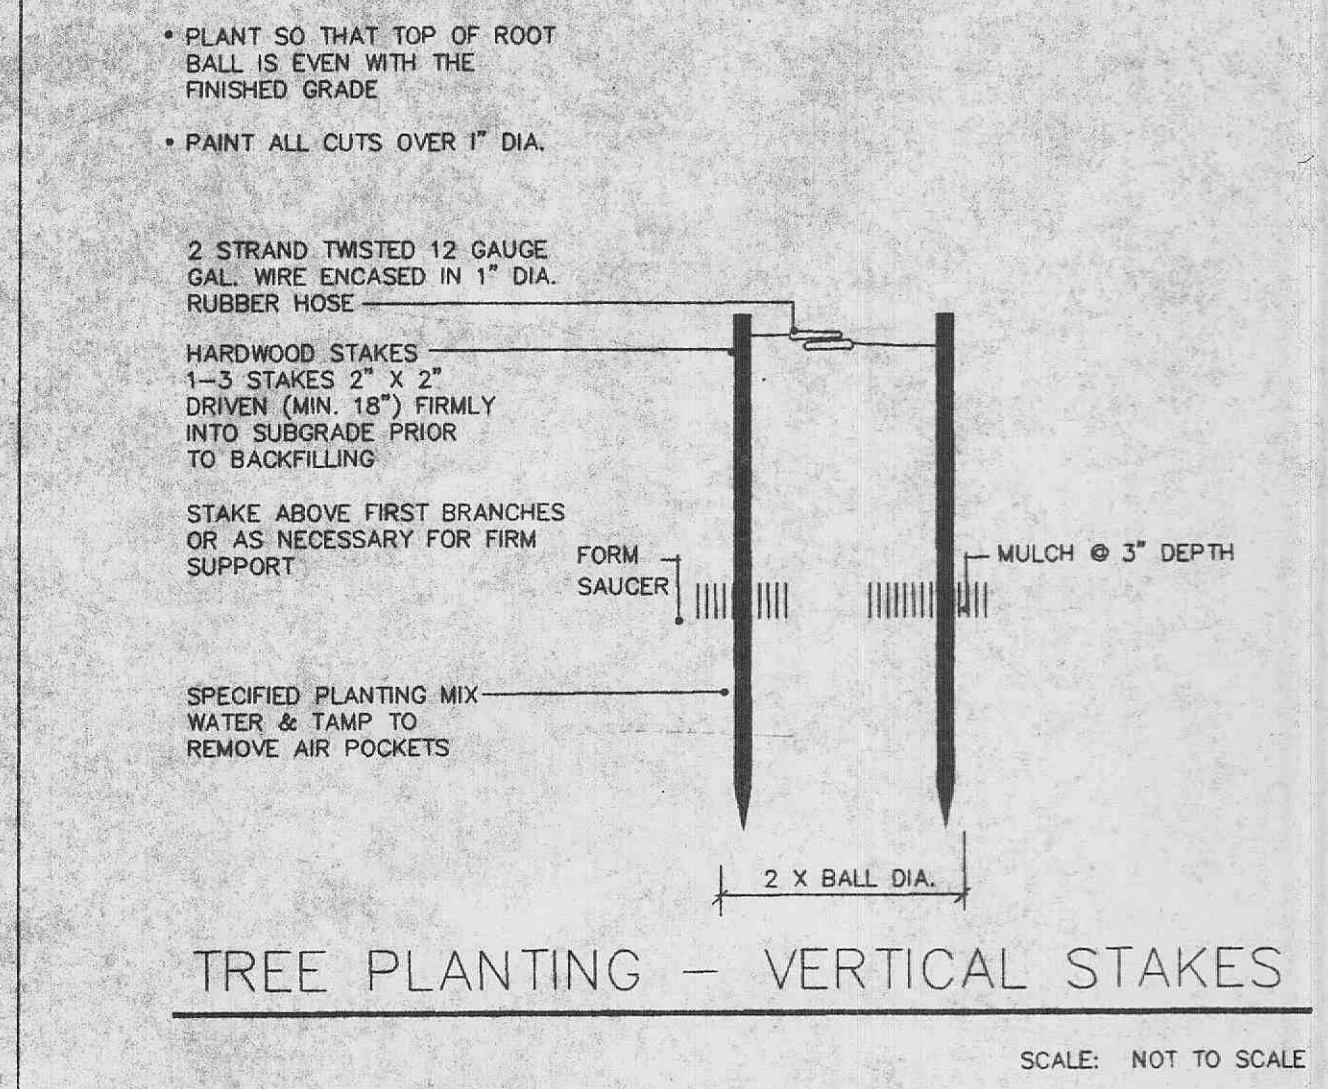 • PLANT SO THAT TOP OF ROOT
BALL IS EVEN WITH THE
FINISHED GRADE
• PAINT ALL CUTS OVER 1" DIA.
2 STRAND TWISTED 12 GAUGE
GAL. WIRE ENCASED IN 1" DIA.
RUBBER HOSE
HARDWOOD STAKES
1-3 STAKES 2" X 2"
DRIVEN (MIN. 18") FIRMLY
INTO SUBGRADE PRIOR
TO BACKFILLING
STAKE ABOVE FIRST BRANCHES
OR AS NECESSARY FOR FIRM
SUPPORT
FORM
SAUCER
MULCH @ 3" DEPTH
SPECIFIED PLANTING MIX
WATER & TAMP TO
REMOVE AIR POCKETS
2 X BALL DIA.
TREE PLANTING - VERTICAL STAKES
SCALE: NOT TO SCALE